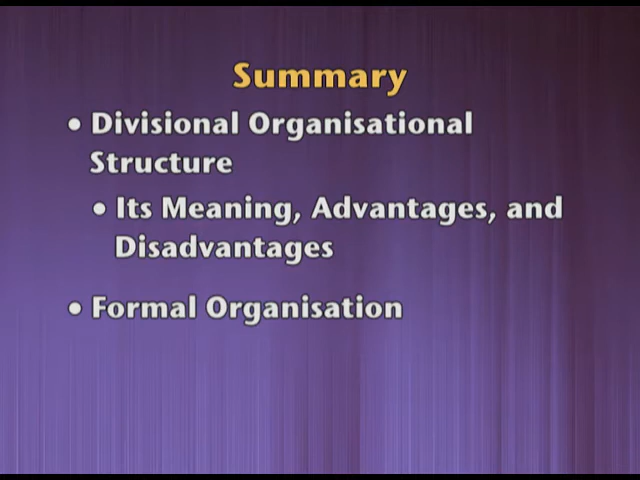 Summary
• Divisional Organisational
Structure
• Its Meaning, Advantages, and
Disadvantages
• Formal Organisation